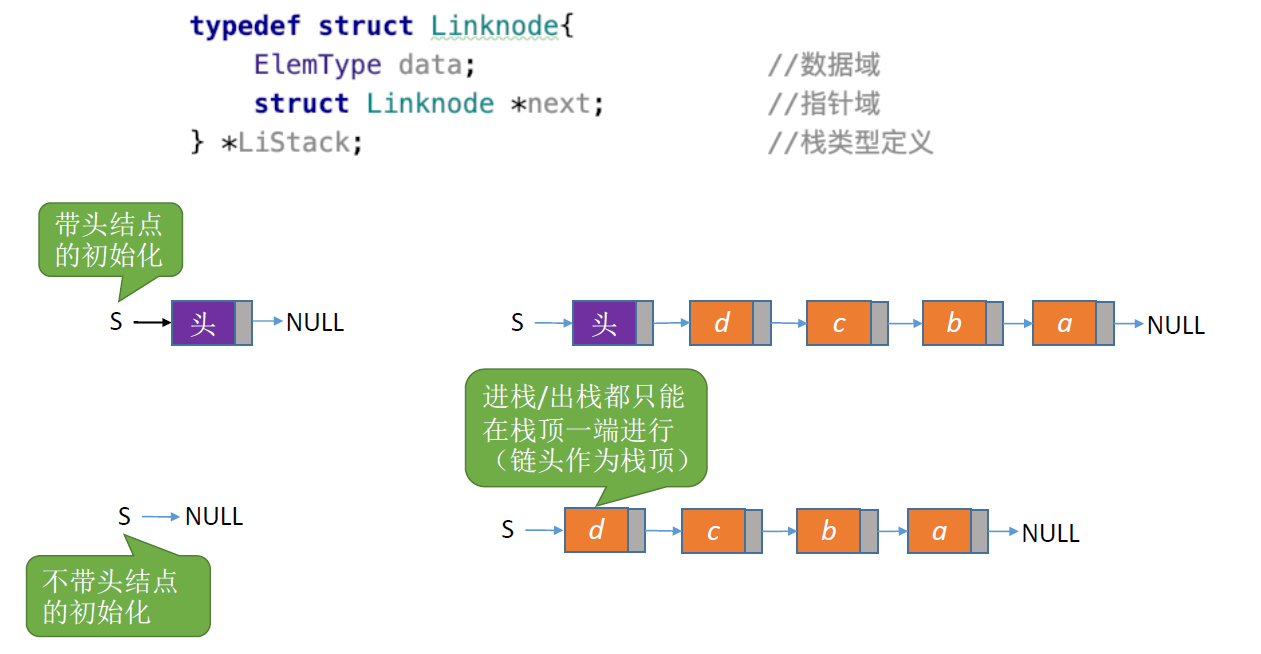 typedef struct Linknode{
ElemType data; //数据域
struct Linknode *next; //指针域
} *LiStack; //栈类型定义
带头结点
的初始化
S 头 NULL
S 头 d c b a NULL
进栈/出栈都只能
在栈顶一端进行
（链头作为栈顶）
S NULL
S d c b a NULL
不带头结点
的初始化